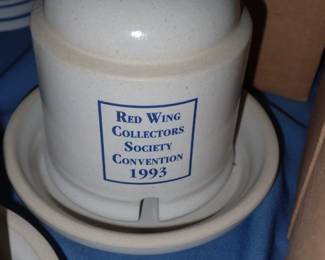 RED WING
COLLECTORS
SOCIETY
CONVENTION
1993